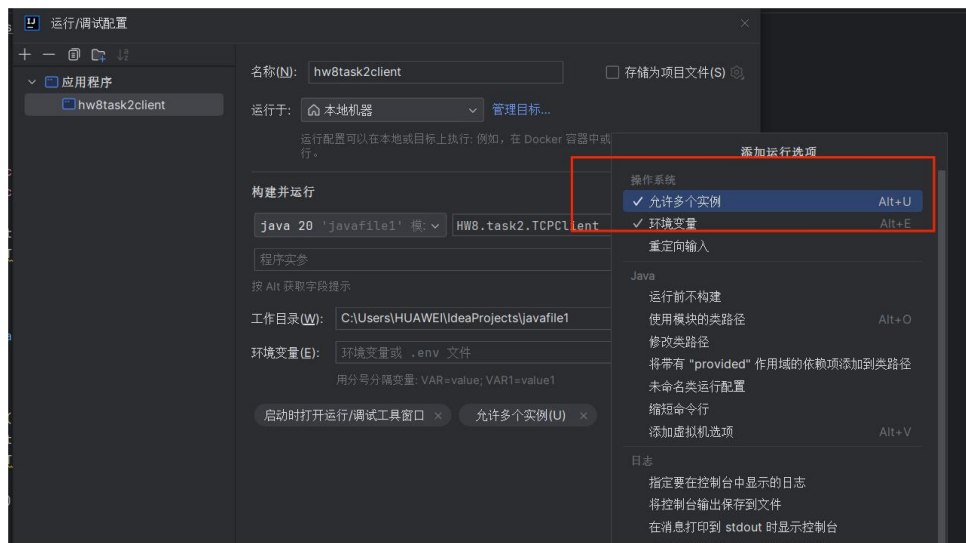 运行/调试配置
应用程序
hw8task2client
名称(N):
hw8task2client
存储为项目文件(S)
运行于:
本地机器
管理目标...
运行配置可以在本地或目标上执行: 例如，在 Docker 容器中或
行。
构建并运行
java 20 'javafile1' 模:
HW8.task2.TCPClient
程序实参
按 Alt 获取字段提示
工作目录(W):
C:\Users\HUAWEI\IdeaProjects\javafile1
环境变量(E):
环境变量或 .env 文件
用分号分隔变量: VAR=value; VAR1=value1
启动时打开运行/调试工具窗口 ×
允许多个实例(U) ×
添加运行选项
操作系统
允许多个实例 Alt+U
环境变量 Alt+E
重定向输入
Java
运行前不构建
使用模块的类路径 Alt+O
修改类路径
将带有 "provided" 作用域的依赖项添加到类路径
未命名类运行配置
缩短命令行
添加虚拟机选项 Alt+V
日志
指定要在控制台中显示的日志
将控制台输出保存到文件
在消息打印到 stdout 时显示控制台